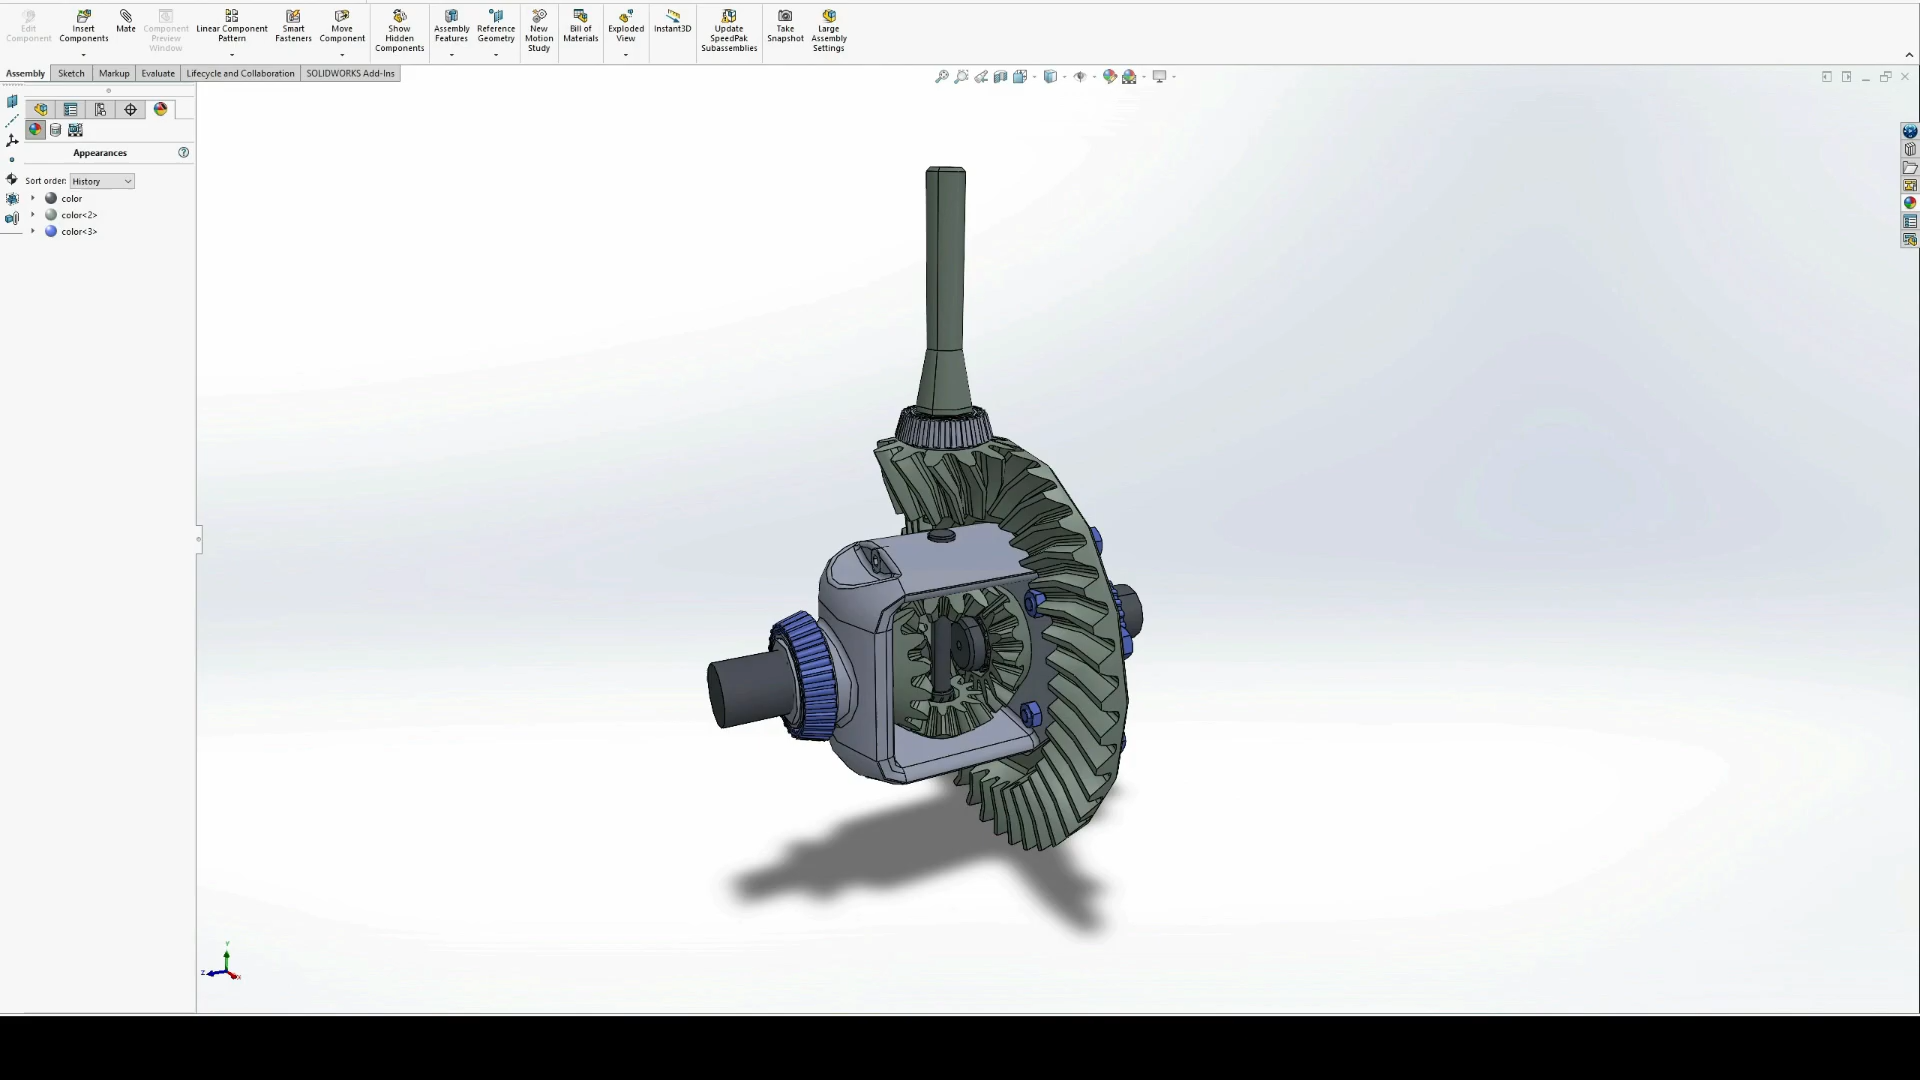 Edit
Component
Insert
Components
Mate
Component
Preview
Window
Linear Component
Pattern
Smart
Fasteners
Move
Component
Show
Hidden
Components
Assembly
Features
Reference
Geometry
New
Motion
Study
Bill of
Materials
Exploded
View
Instant3D
Update
SpeedPak
Subassemblies
Take
Snapshot
Large
Assembly
Settings
Assembly Sketch Markup Evaluate Lifecycle and Collaboration SOLIDWORKS Add-Ins
Appearances
Sort order: History
color
color<2>
color<3>
Y
Z
X